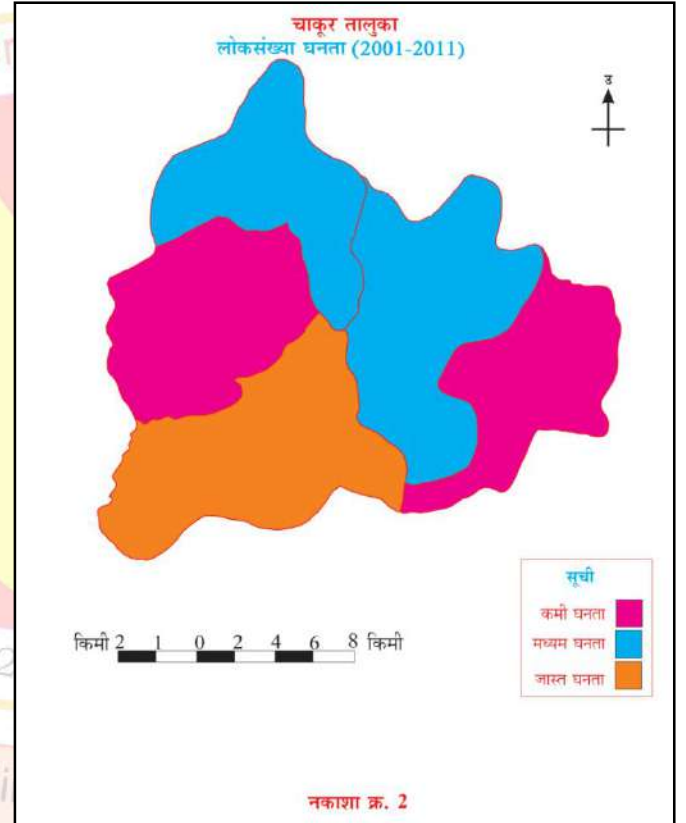 चाकूर तालुका
लोकसंख्या घनता (2001-2011)
उ
सूची
कमी घनता
मध्यम घनता
जास्त घनता
किमी 2 1 0 2 4 6 8 किमी
नकाशा क्र. 2